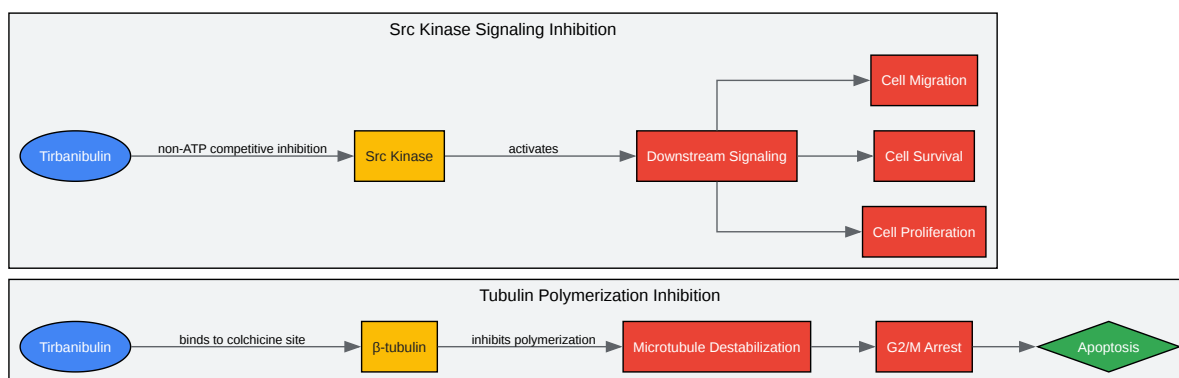 Src Kinase Signaling Inhibition
Cell Migration
Tirbanibulin
non-ATP competitive inhibition
Src Kinase
activates
Downstream Signaling
Cell Survival
Cell Proliferation
Tubulin Polymerization Inhibition
Tirbanibulin
binds to colchicine site
β-tubulin
inhibits polymerization
Microtubule Destabilization
G2/M Arrest
Apoptosis